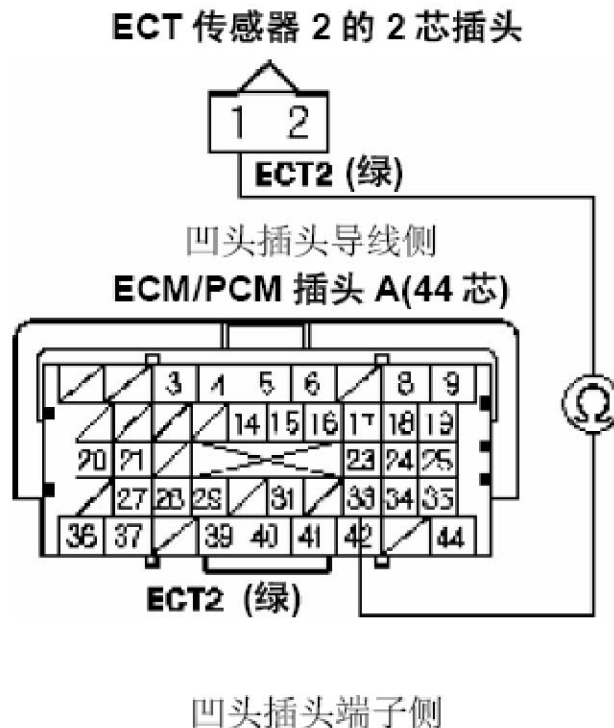 ECT 传感器 2 的 2 芯插头
1 2
ECT2 (绿)
凹头插头导线侧
ECM/PCM 插头 A(44 芯)
3 4 5 6 8 9
Ω
14 15 16 17 18 19
20 21 23 24 25
27 28 29 31 33 34 35
36 37 39 40 41 42 44
ECT2 (绿)
凹头插头端子侧